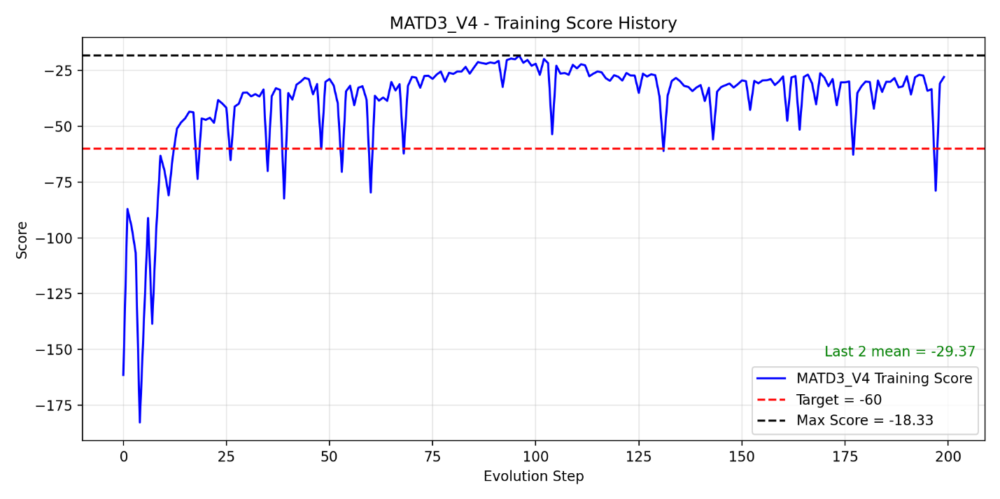 MATD3_V4 - Training Score History
Score
−25
−50
−75
−100
−125
−150
−175
Last 2 mean = -29.37
MATD3_V4 Training Score
Target = -60
Max Score = -18.33
0 25 50 75 100 125 150 175 200
Evolution Step